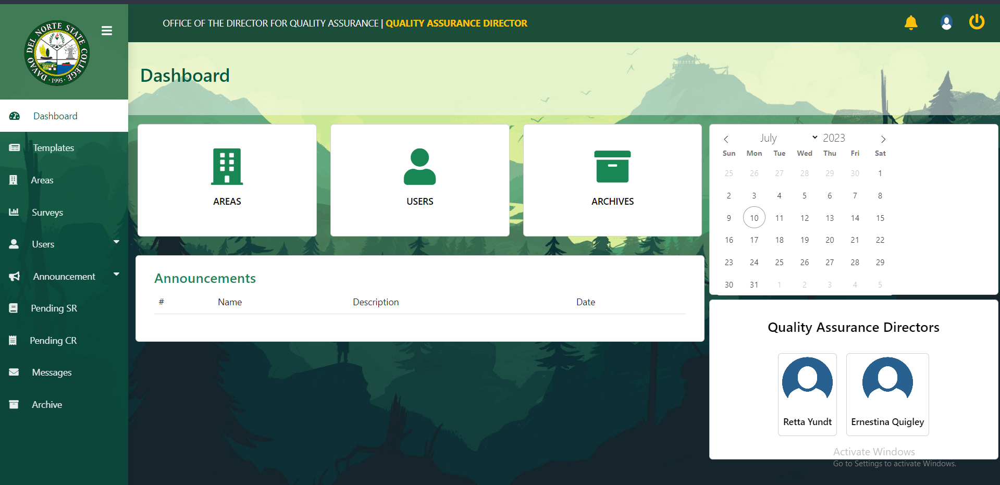 DAVAO DEL NORTE STATE COLLEGE
· 1995 ·
OFFICE OF THE DIRECTOR FOR QUALITY ASSURANCE | QUALITY ASSURANCE DIRECTOR
Dashboard
Dashboard
Templates
Areas
Surveys
Users
Announcement
Pending SR
Pending CR
Messages
Archive
AREAS
USERS
ARCHIVES
Announcements
# Name Description Date
July 2023
Sun Mon Tue Wed Thu Fri Sat
25 26 27 28 29 30 1
2 3 4 5 6 7 8
9 10 11 12 13 14 15
16 17 18 19 20 21 22
23 24 25 26 27 28 29
30 31 1 2 3 4 5
Quality Assurance Directors
Retta Yundt
Ernestina Quigley
Activate Windows
Go to Settings to activate Windows.